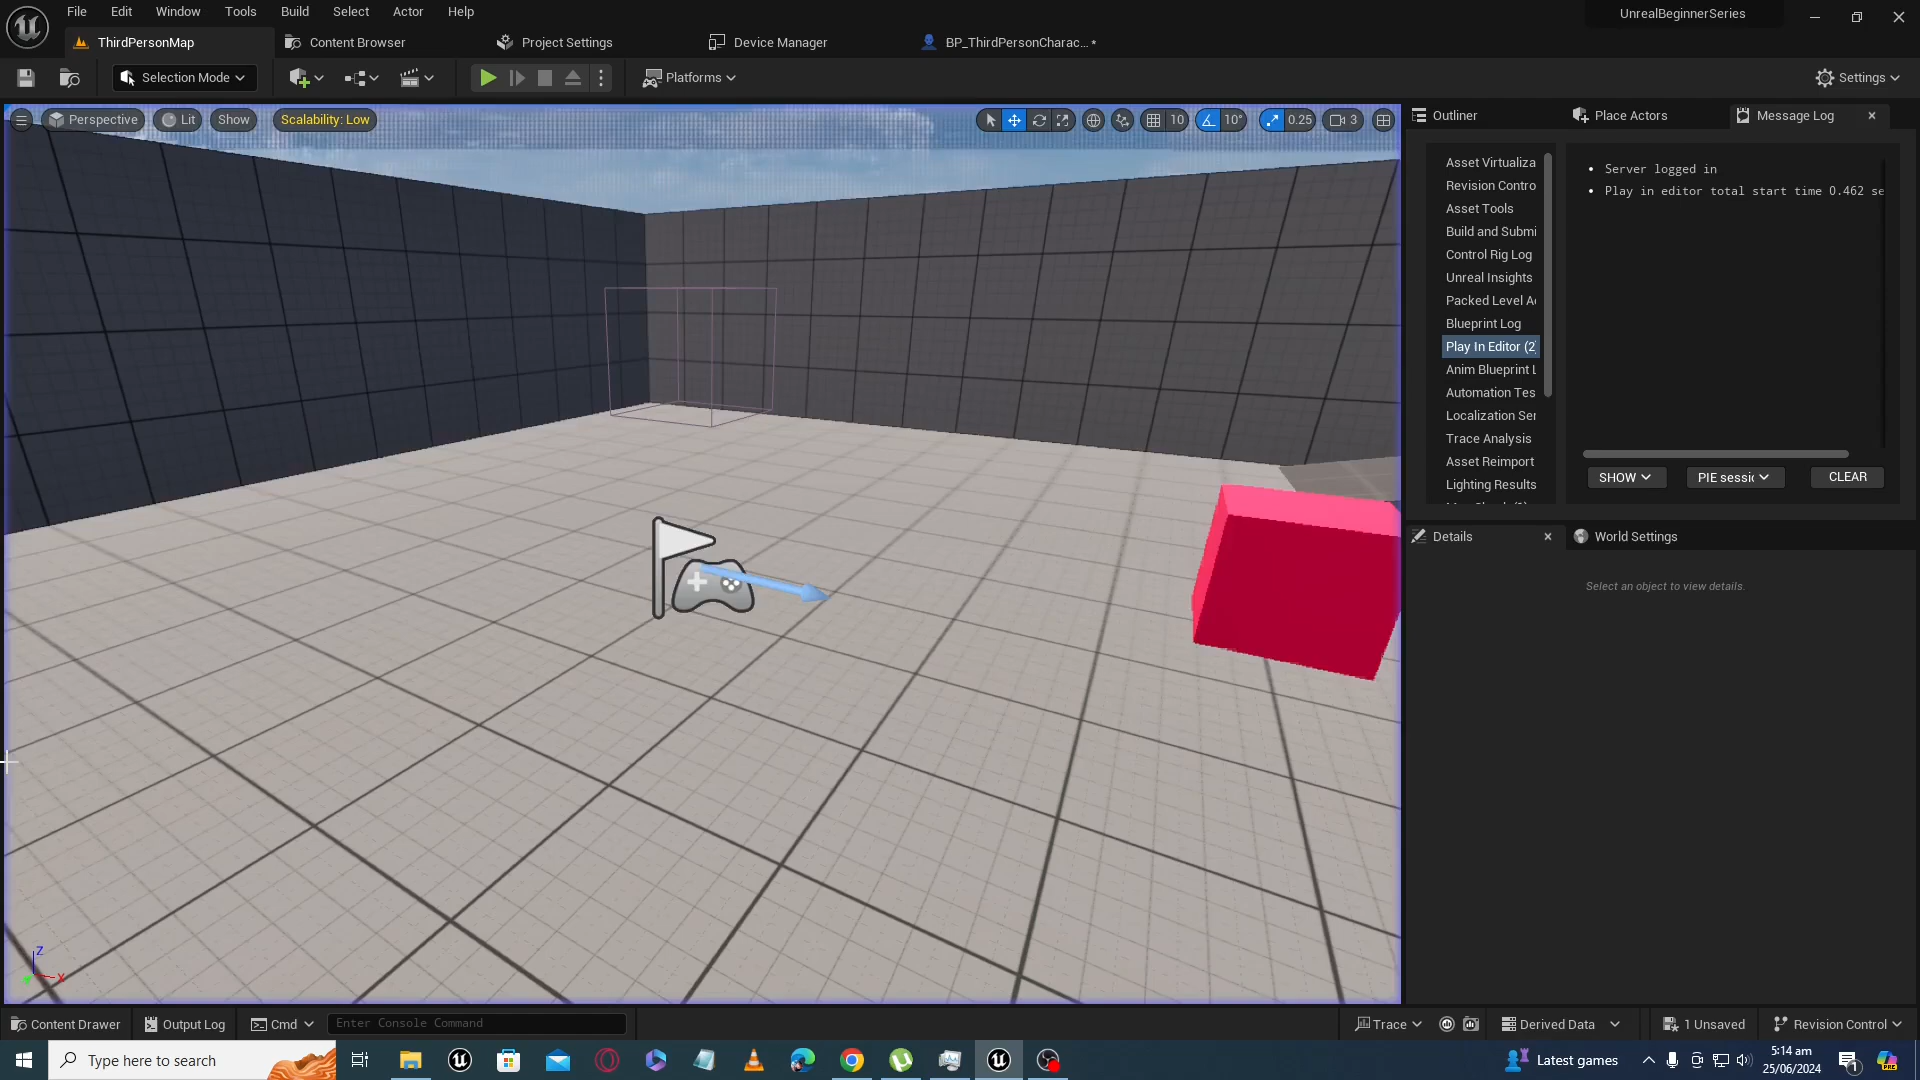 File Edit Window Tools Build Select Actor Help
UnrealBeginnerSeries
ThirdPersonMap
Content Browser
Project Settings
Device Manager
BP_ThirdPersonCharac... *
Selection Mode
Platforms
Settings
Perspective
Lit
Show
Scalability: Low
10
10°
0.25
3
Outliner
Place Actors
Message Log
Asset Virtualiza
Revision Contro
Asset Tools
Build and Submi
Control Rig Log
Unreal Insights
Packed Level A
Blueprint Log
Play In Editor (2)
Anim Blueprint L
Automation Tes
Localization Ser
Trace Analysis
Asset Reimport
Lighting Results
Server logged in
Play in editor total start time 0.462 se
SHOW
PIE sessic
CLEAR
Details
World Settings
Select an object to view details.
Z
X
Content Drawer
Output Log
Cmd
Enter Console Command
Trace
Derived Data
1 Unsaved
Revision Control
Type here to search
Latest games
5:14 am
25/06/2024
1
PRE